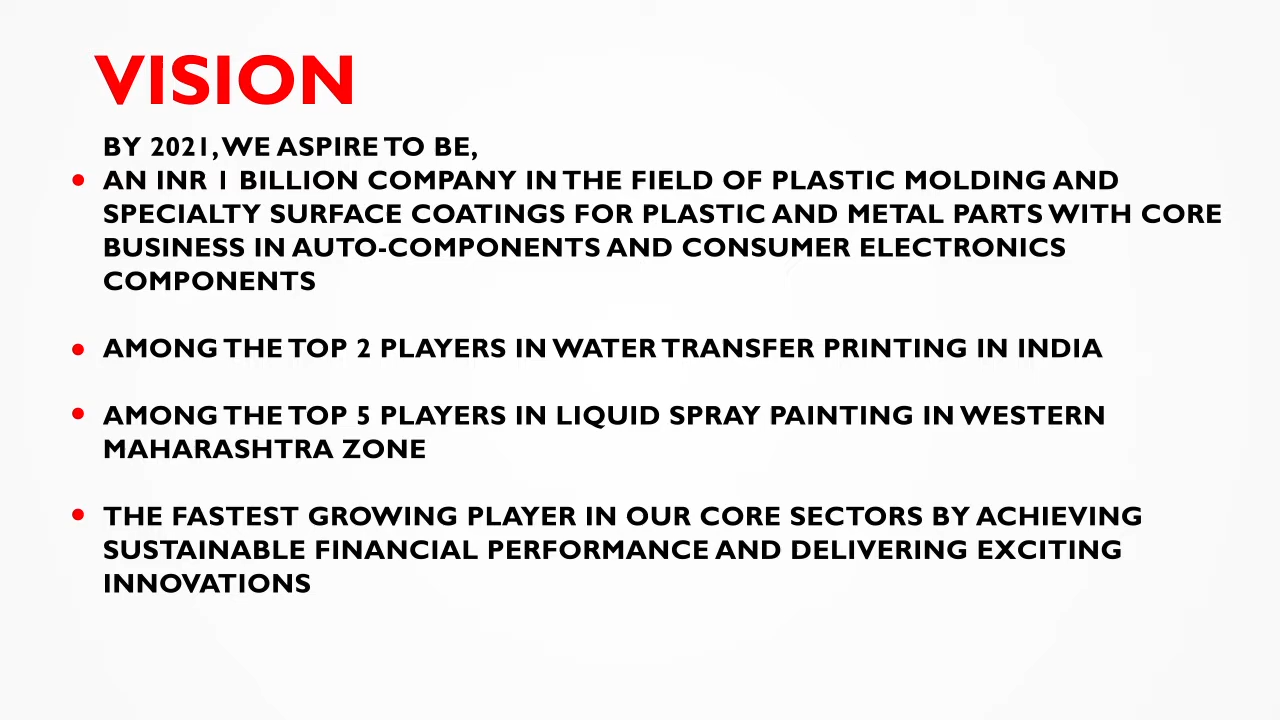 VISION
BY 2021, WE ASPIRE TO BE,
• AN INR 1 BILLION COMPANY IN THE FIELD OF PLASTIC MOLDING AND
SPECIALTY SURFACE COATINGS FOR PLASTIC AND METAL PARTS WITH CORE
BUSINESS IN AUTO-COMPONENTS AND CONSUMER ELECTRONICS
COMPONENTS
• AMONG THE TOP 2 PLAYERS IN WATER TRANSFER PRINTING IN INDIA
• AMONG THE TOP 5 PLAYERS IN LIQUID SPRAY PAINTING IN WESTERN
MAHARASHTRA ZONE
• THE FASTEST GROWING PLAYER IN OUR CORE SECTORS BY ACHIEVING
SUSTAINABLE FINANCIAL PERFORMANCE AND DELIVERING EXCITING
INNOVATIONS